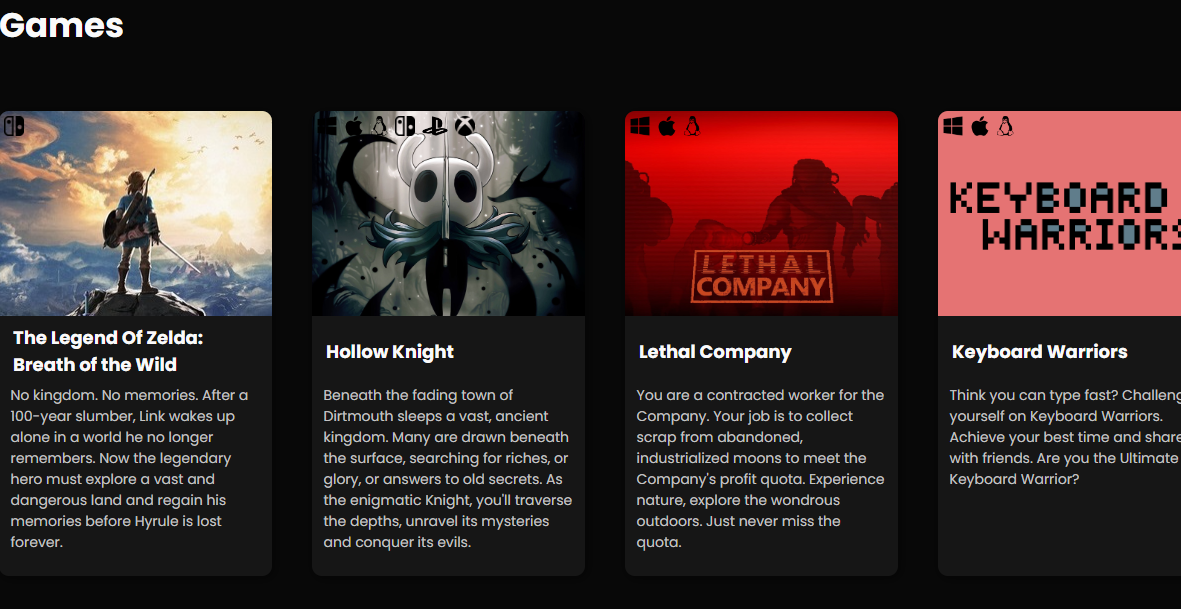 Games
LETHAL
COMPANY
KEYBOARD
WARRIORS
The Legend Of Zelda:
Breath of the Wild
No kingdom. No memories. After a
100-year slumber, Link wakes up
alone in a world he no longer
remembers. Now the legendary
hero must explore a vast and
dangerous land and regain his
memories before Hyrule is lost
forever.
Hollow Knight
Beneath the fading town of
Dirtmouth sleeps a vast, ancient
kingdom. Many are drawn beneath
the surface, searching for riches, or
glory, or answers to old secrets. As
the enigmatic Knight, you'll traverse
the depths, unravel its mysteries
and conquer its evils.
Lethal Company
You are a contracted worker for the
Company. Your job is to collect
scrap from abandoned,
industrialized moons to meet the
Company's profit quota. Experience
nature, explore the wondrous
outdoors. Just never miss the
quota.
Keyboard Warriors
Think you can type fast? Challeng
yourself on Keyboard Warriors.
Achieve your best time and share
with friends. Are you the Ultimate
Keyboard Warrior?